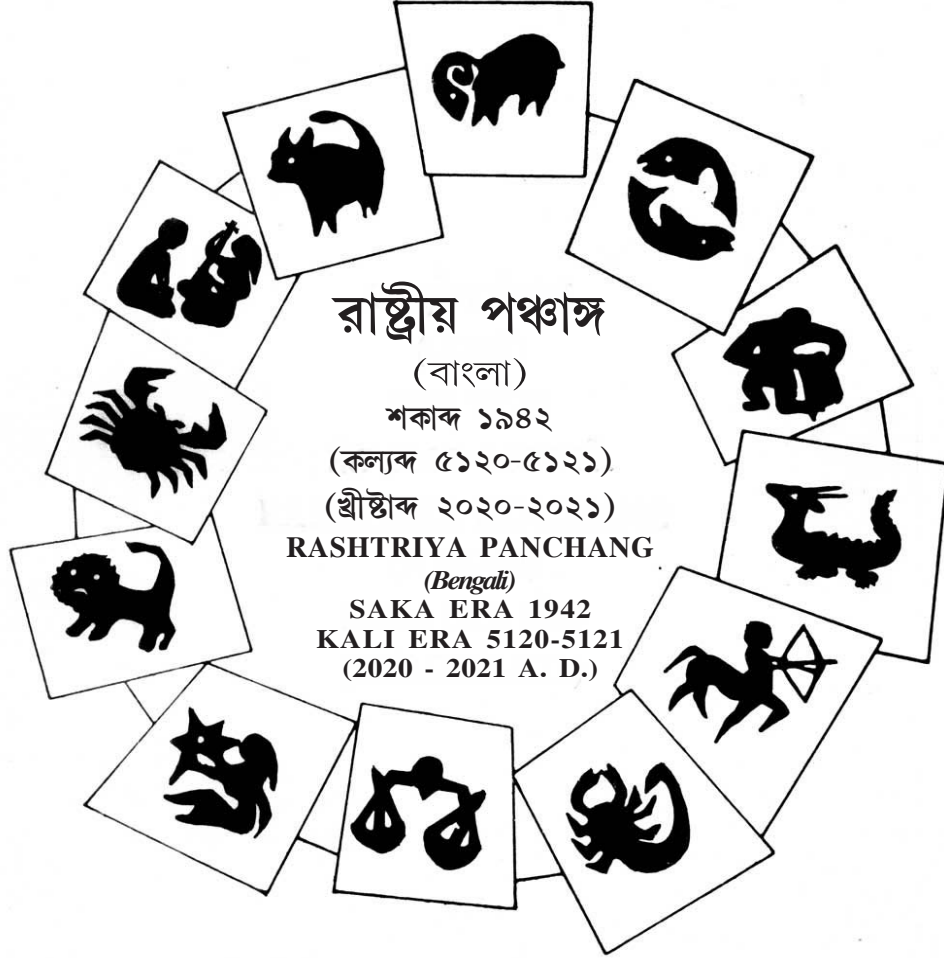 রাষ্ট্রীয় পঞ্চাঙ্গ
(বাংলা)
শকাব্দ ১৯৪২
(কল্যব্দ ৫১২০-৫১২১)
(খ্রীষ্টাব্দ ২০২০-২০২১)
RASHTRIYA PANCHANG
(Bengali)
SAKA ERA 1942
KALI ERA 5120-5121
(2020 - 2021 A. D.)